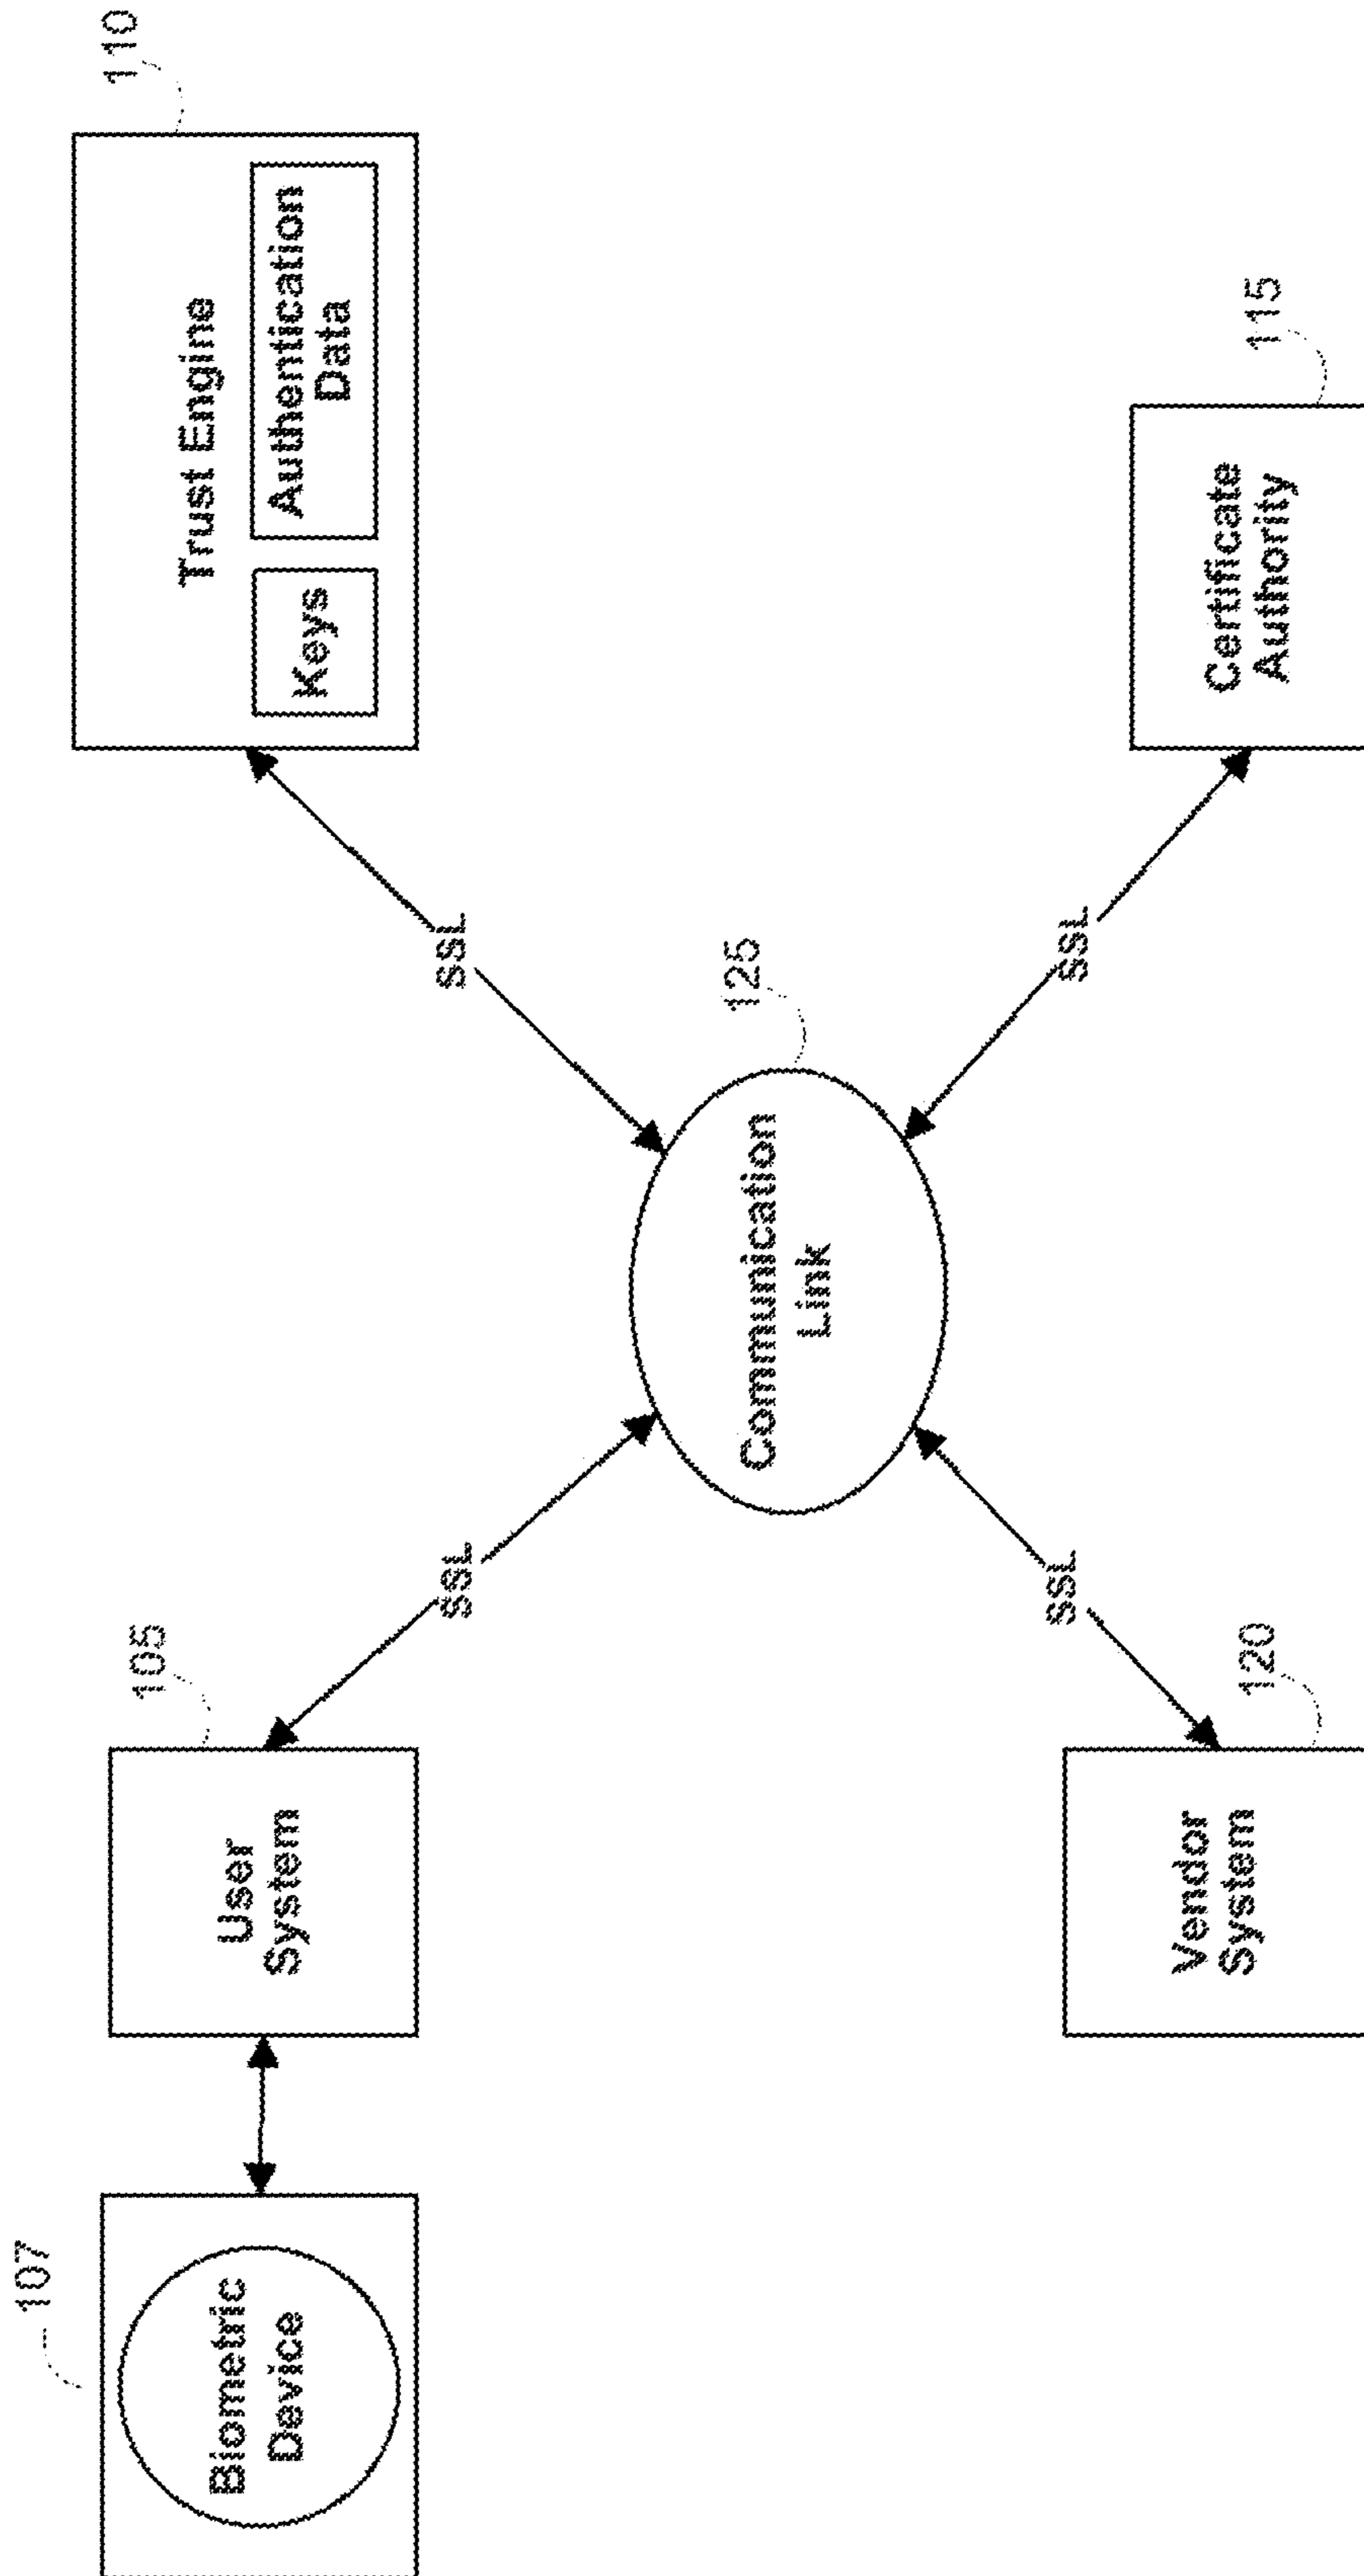 107
Biometric
Device
105
User
System
SSL
110
Trust Engine
Keys
Authentication
Data
SSL
125
Communication
Link
120
Vendor
System
SSL
115
Certificate
Authority
SSL